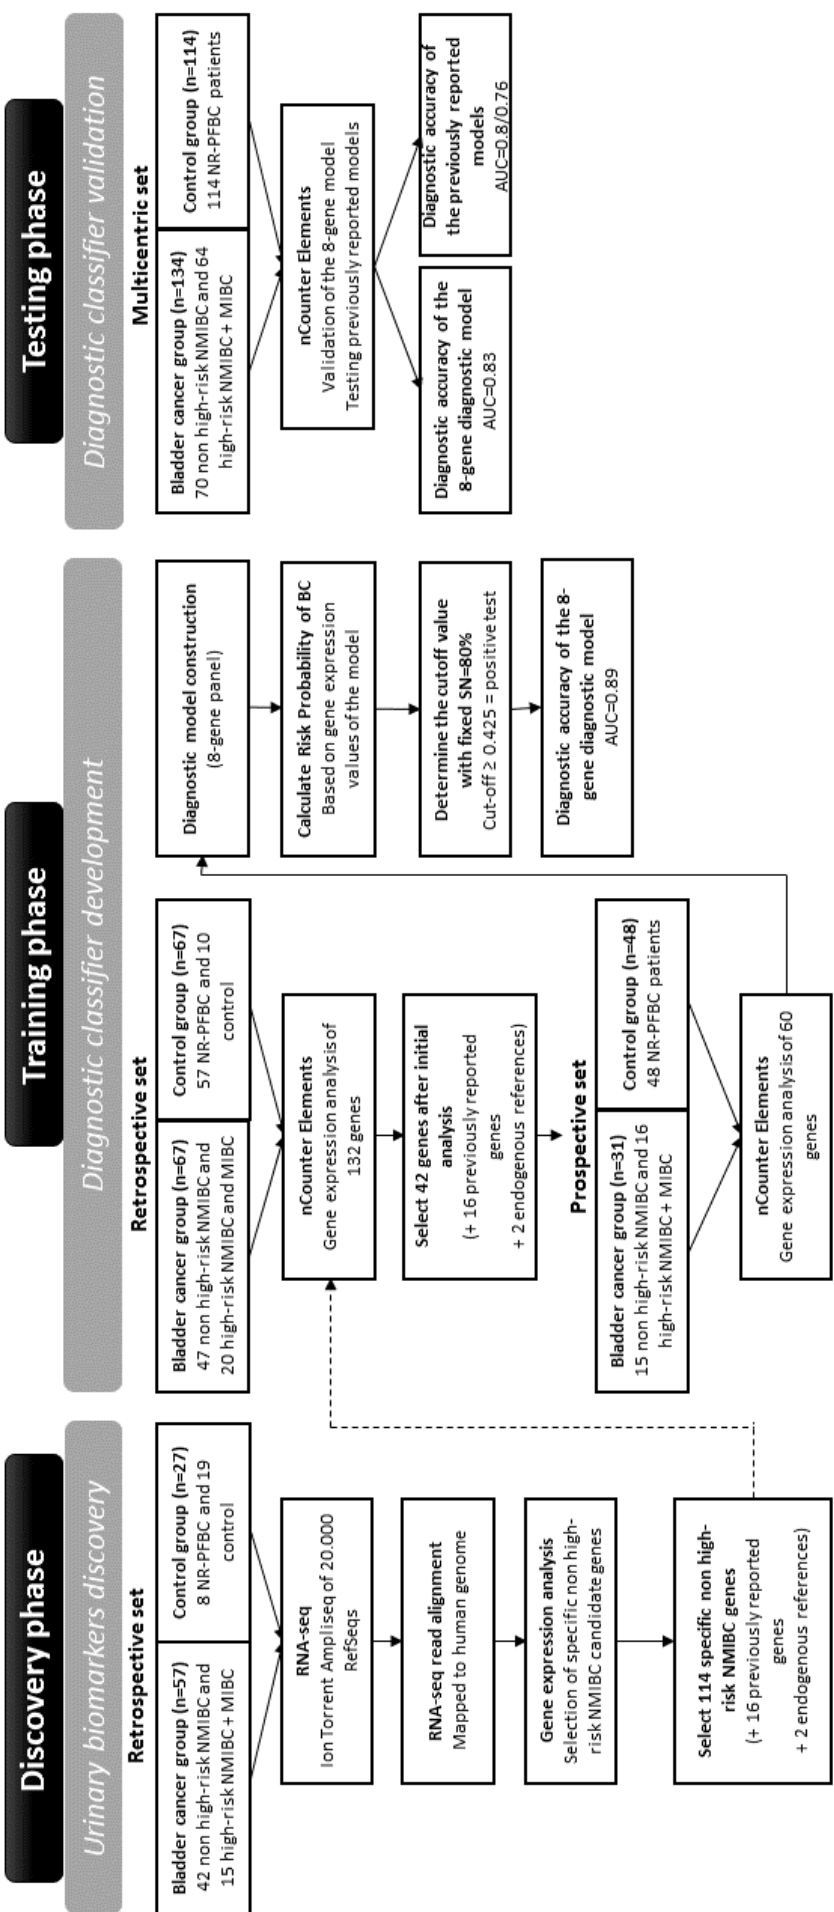 Discovery phase
Urinary biomarkers discovery
Retrospective set
Bladder cancer group (n=57)
42 non high-risk NMIBC and
15 high-risk NMIBC + MIBC
Control group (n=27)
8 NR-PFBC and 19
control
RNA-seq
Ion Torrent Ampliseq of 20.000
RefSeqs
RNA-seq read alignment
Mapped to human genome
Gene expression analysis
Selection of specific non high-
risk NMIBC candidate genes
Select 114 specific non high-
risk NMIBC genes
(+ 16 previously reported
genes
+ 2 endogenous references)
Training phase
Diagnostic classifier development
Retrospective set
Bladder cancer group (n=67)
47 non high-risk NMIBC and
20 high-risk NMIBC and MIBC
Control group (n=67)
57 NR-PFBC and 10
control
nCounter Elements
Gene expression analysis of
132 genes
Select 42 genes after initial
analysis
(+ 16 previously reported
genes
+ 2 endogenous references)
Prospective set
Bladder cancer group (n=31)
15 non high-risk NMIBC and 16
high-risk NMIBC + MIBC
Control group (n=48)
48 NR-PFBC patients
nCounter Elements
Gene expression analysis of 60
genes
Diagnostic model construction
(8-gene panel)
Calculate Risk Probability of BC
Based on gene expression
values of the model
Determine the cutoff value
with fixed SN=80%
Cut-off ≥ 0.425 = positive test
Diagnostic accuracy of the 8-
gene diagnostic model
AUC=0.89
Testing phase
Diagnostic classifier validation
Multicentric set
Bladder cancer group (n=134)
70 non high-risk NMIBC and 64
high-risk NMIBC + MIBC
Control group (n=114)
114 NR-PFBC patients
nCounter Elements
Validation of the 8-gene model
Testing previously reported models
Diagnostic accuracy of the
8-gene diagnostic model
AUC=0.83
Diagnostic accuracy of
the previously reported
models
AUC=0.8/0.76